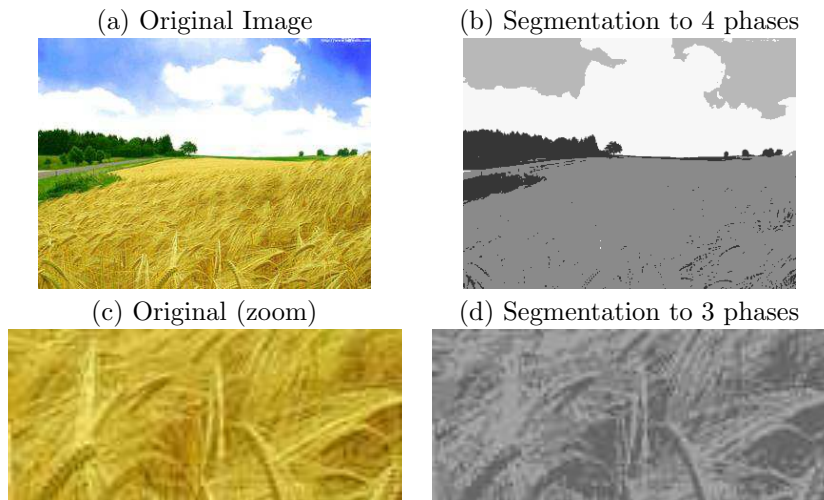 (a) Original Image
(b) Segmentation to 4 phases
(c) Original (zoom)
(d) Segmentation to 3 phases